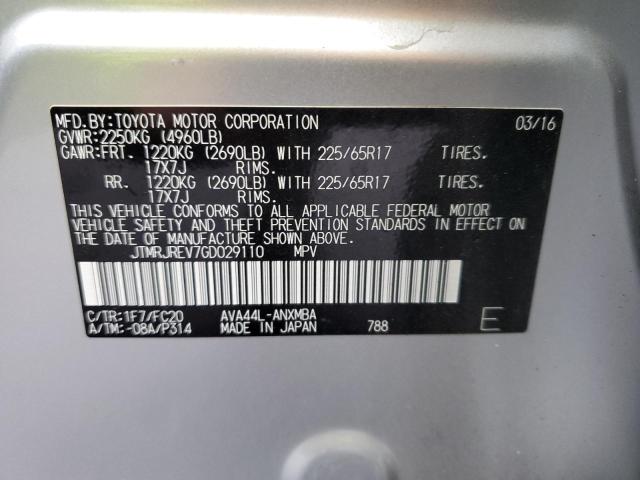 MFD.BY:TOYOTA MOTOR CORPORATION 03/16
GVWR:2250KG (4960LB)
GAWR:FRT. 1220KG (2690LB) WITH 225/65R17 TIRES.
17X7J RIMS.
RR. 1220KG (2690LB) WITH 225/65R17 TIRES.
17X7J RIMS.
THIS VEHICLE CONFORMS TO ALL APPLICABLE FEDERAL MOTOR
VEHICLE SAFETY AND THEFT PREVENTION STANDARDS IN EFFECT ON
THE DATE OF MANUFACTURE SHOWN ABOVE.
JTMRJREV7GD029110 MPV
C/TR:1F7/FC20 AVA44L-ANXMBA
A/TM:-08A/P314 MADE IN JAPAN 788 E